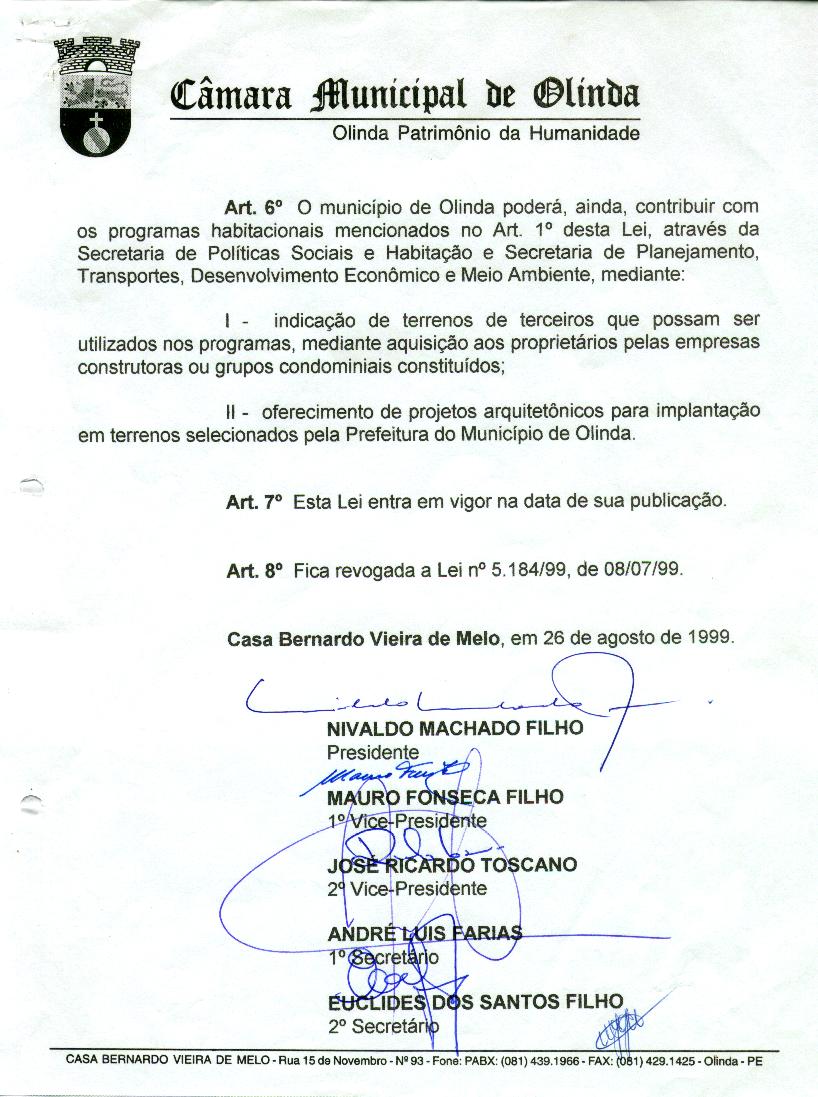 Câmara Municipal de Olinda
Olinda Patrimônio da Humanidade
Art. 6º O município de Olinda poderá, ainda, contribuir com
os programas habitacionais mencionados no Art. 1º desta Lei, através da
Secretaria de Políticas Sociais e Habitação e Secretaria de Planejamento,
Transportes, Desenvolvimento Econômico e Meio Ambiente, mediante:
I - indicação de terrenos de terceiros que possam ser
utilizados nos programas, mediante aquisição aos proprietários pelas empresas
construtoras ou grupos condominiais constituídos;
II - oferecimento de projetos arquitetônicos para implantação
em terrenos selecionados pela Prefeitura do Município de Olinda.
Art. 7º Esta Lei entra em vigor na data de sua publicação.
Art. 8º Fica revogada a Lei nº 5.184/99, de 08/07/99.
Casa Bernardo Vieira de Melo, em 26 de agosto de 1999.
NIVALDO MACHADO FILHO
Presidente
MAURO FONSECA FILHO
1º Vice-Presidente
JOSÉ RICARDO TOSCANO
2º Vice-Presidente
ANDRÉ LUIS FARIAS
1º Secretário
EUCLIDES DOS SANTOS FILHO
2º Secretário
CASA BERNARDO VIEIRA DE MELO - Rua 15 de Novembro - Nº 93 - Fone: PABX: (081) 439.1966 - FAX: (081) 429.1425 - Olinda - PE